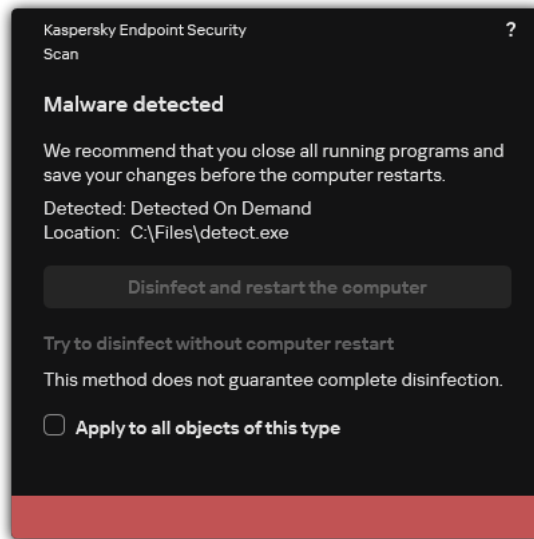 Kaspersky Endpoint Security
?
Scan
Malware detected
We recommend that you close all running programs and
save your changes before the computer restarts.
Detected: Detected On Demand
Location: C:\Files\detect.exe
Disinfect and restart the computer
Try to disinfect without computer restart
This method does not guarantee complete disinfection.
Apply to all objects of this type